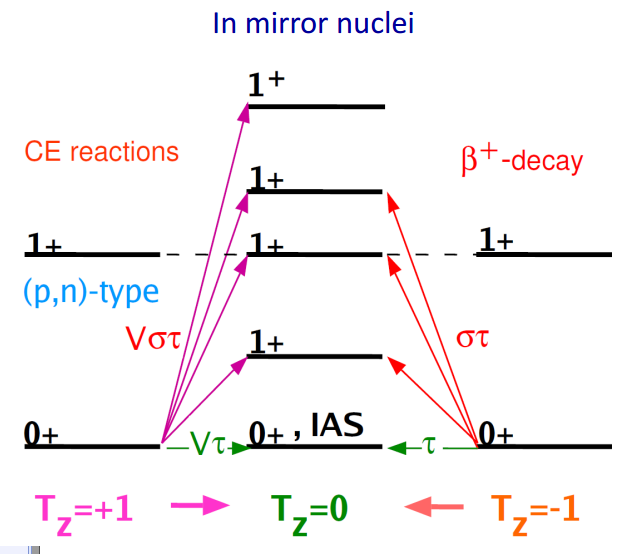 In mirror nuclei
1+
CE reactions
β+-decay
1+
1+ 1+ 1+
(p,n)-type
Vστ
στ
1+
0+ Vτ 0+ , IAS τ 0+
Tz=+1 Tz=0 Tz=-1